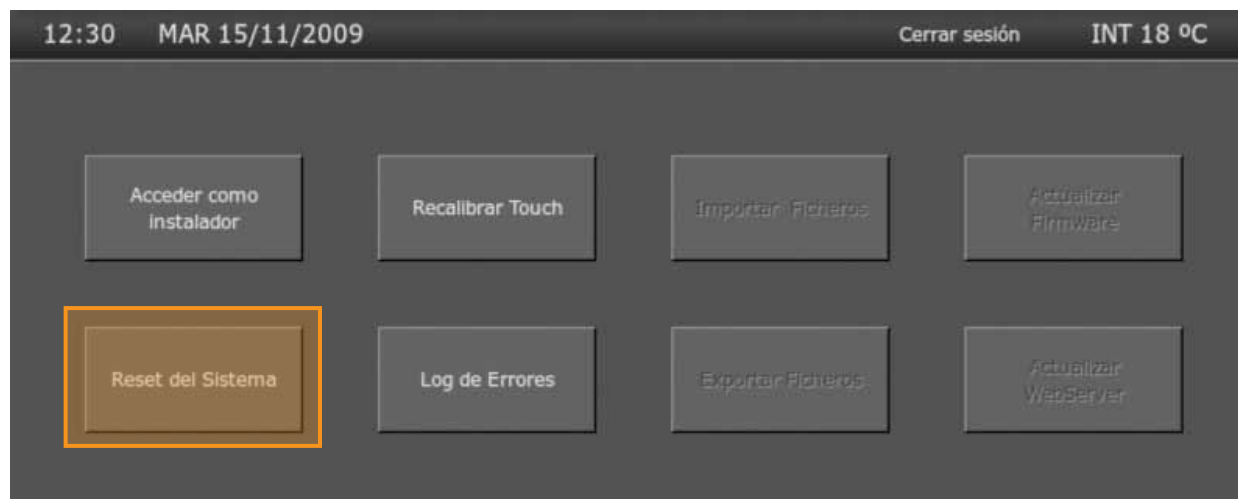 12:30 MAR 15/11/2009 Cerrar sesión INT 18 ºC
Acceder como
instalador
Recalibrar Touch
Importar Ficheros
Actualizar
Firmware
Reset del Sistema
Log de Errores
Exportar Ficheros
Actualizar
WebServer